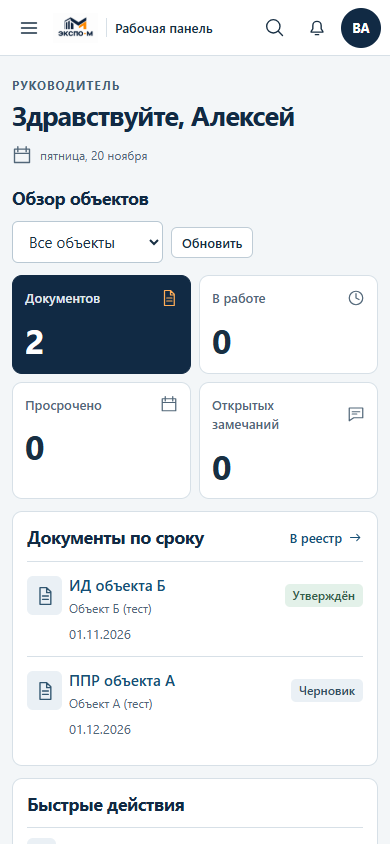 ЭКСПО-М
Рабочая панель
ВА
РУКОВОДИТЕЛЬ
Здравствуйте, Алексей
пятница, 20 ноября
Обзор объектов
Все объекты
Обновить
Документов
2
В работе
0
Просрочено
0
Открытых
замечаний
0
Документы по сроку
В реестр →
ИД объекта Б
Утверждён
Объект Б (тест)
01.11.2026
ППР объекта А
Черновик
Объект А (тест)
01.12.2026
Быстрые действия